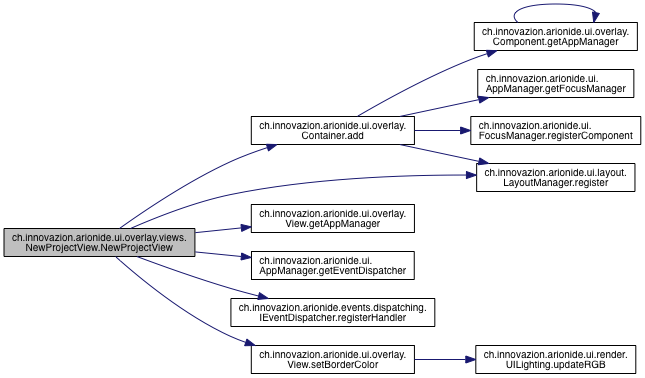 ch.innovazion.arionide.ui.overlay.
Component.getAppManager
ch.innovazion.arionide.ui.
AppManager.getFocusManager
ch.innovazion.arionide.ui.overlay.
Container.add
ch.innovazion.arionide.ui.
FocusManager.registerComponent
ch.innovazion.arionide.ui.layout.
LayoutManager.register
ch.innovazion.arionide.ui.overlay.views.
NewProjectView.NewProjectView
ch.innovazion.arionide.ui.overlay.
View.getAppManager
ch.innovazion.arionide.ui.
AppManager.getEventDispatcher
ch.innovazion.arionide.events.dispatching.
IEventDispatcher.registerHandler
ch.innovazion.arionide.ui.overlay.
View.setBorderColor
ch.innovazion.arionide.ui.render.
UILighting.updateRGB